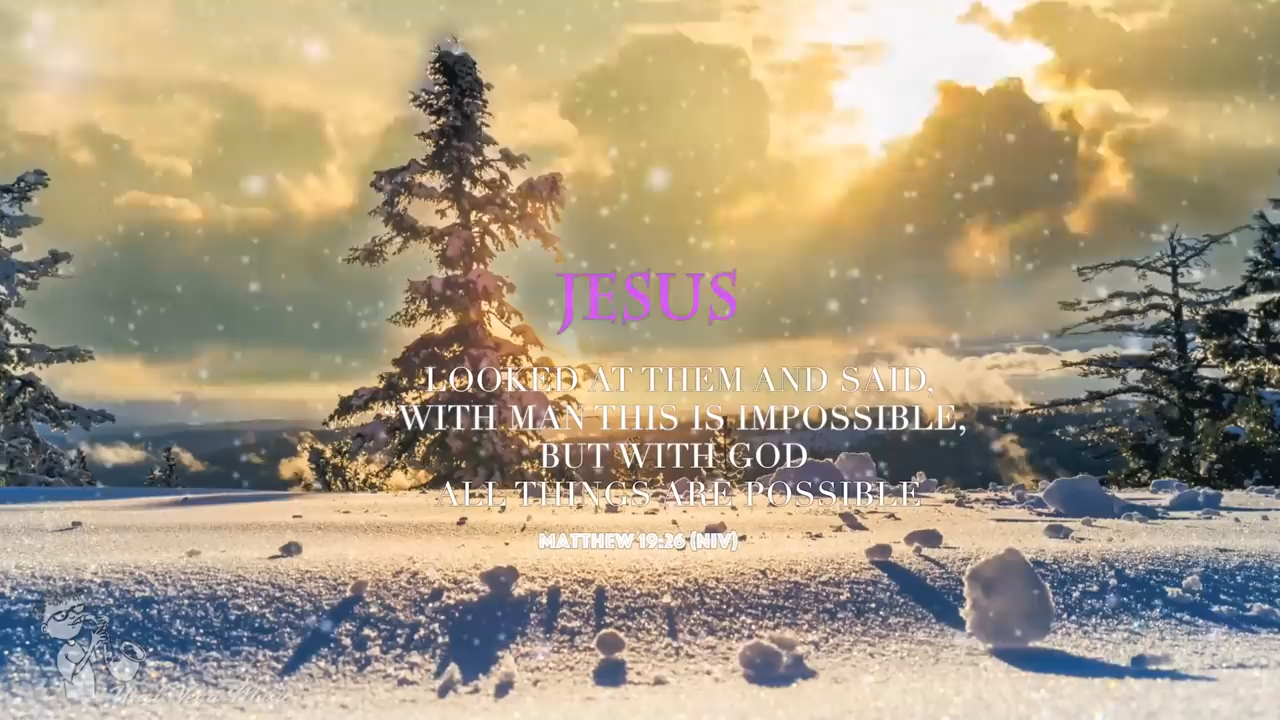 JESUS
LOOKED AT THEM AND SAID,
“WITH MAN THIS IS IMPOSSIBLE,
BUT WITH GOD
ALL THINGS ARE POSSIBLE
MATTHEW 19:26 (NIV)